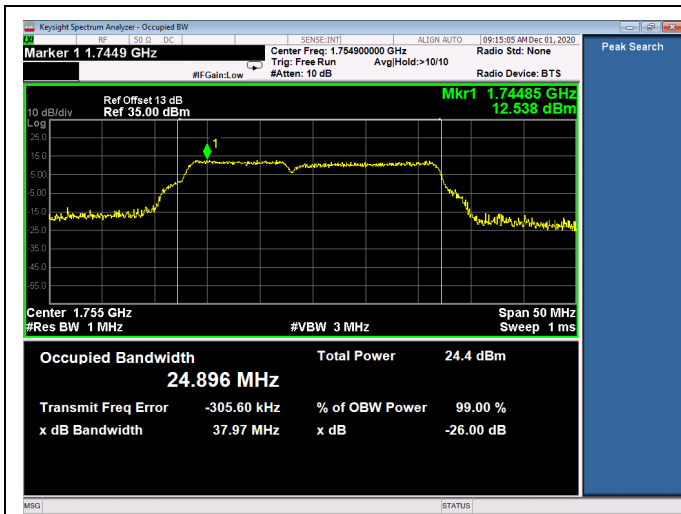 Keysight Spectrum Analyzer - Occupied BW
LXI RF 50 Ω DC SENSE:INT ALIGN AUTO 09:15:05 AM Dec 01, 2020
Marker 1 1.7449 GHz
Center Freq: 1.754900000 GHz
Radio Std: None
Trig: Free Run Avg|Hold:>10/10
#IFGain:Low #Atten: 10 dB Radio Device: BTS
Peak Search
Ref Offset 13 dB
Mkr1 1.74485 GHz
10 dB/div Ref 35.00 dBm 12.538 dBm
Log
25.0
1
15.0
5.00
-5.00
-15.0
-25.0
-35.0
-45.0
-55.0
Center 1.755 GHz Span 50 MHz
#Res BW 1 MHz #VBW 3 MHz Sweep 1 ms
Occupied Bandwidth Total Power 24.4 dBm
24.896 MHz
Transmit Freq Error -305.60 kHz % of OBW Power 99.00 %
x dB Bandwidth 37.97 MHz x dB -26.00 dB
MSG STATUS